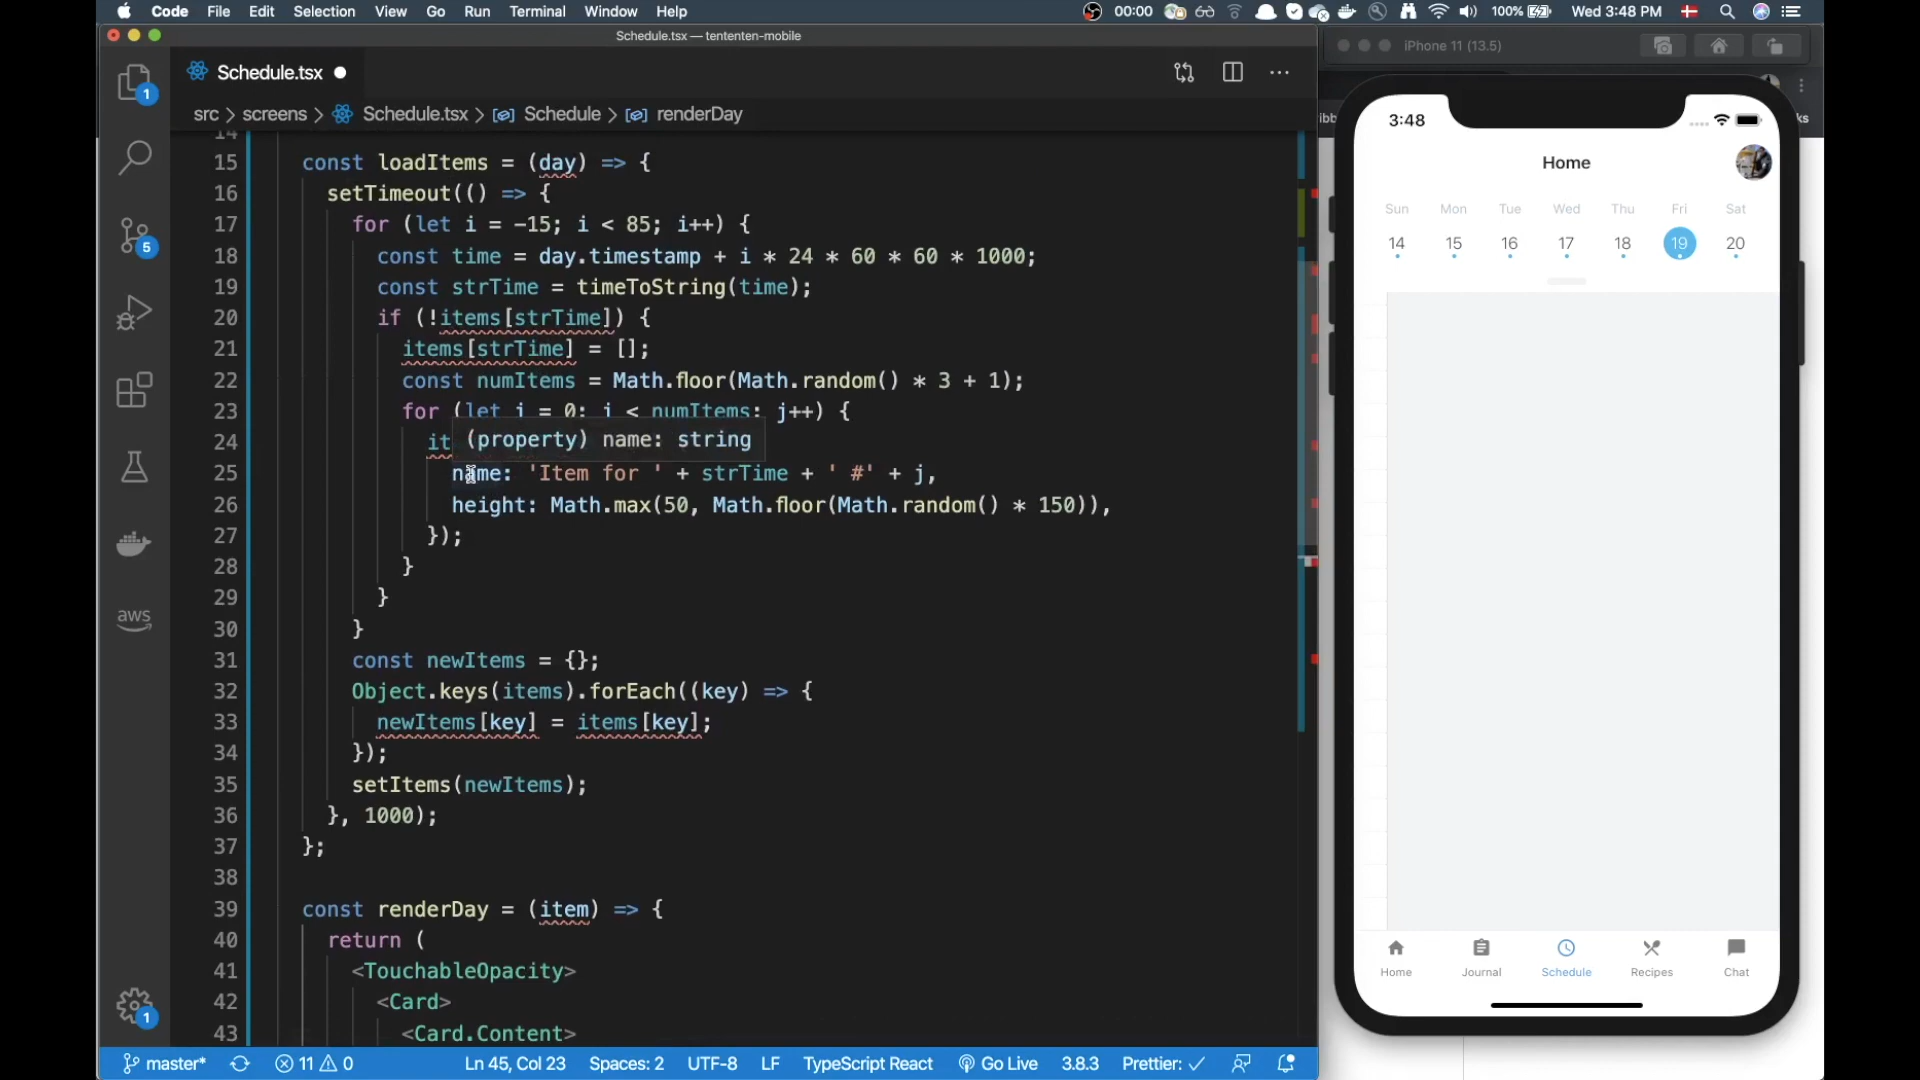 Code File Edit Selection View Go Run Terminal Window Help 00:00 100% Wed 3:48 PM
Schedule.tsx — tententen-mobile
iPhone 11 (13.5)
Schedule.tsx
src > screens > Schedule.tsx > Schedule > renderDay
14
15 const loadItems = (day) => {
16 setTimeout(() => {
17 for (let i = -15; i < 85; i++) {
18 const time = day.timestamp + i * 24 * 60 * 60 * 1000;
19 const strTime = timeToString(time);
20 if (!items[strTime]) {
21 items[strTime] = [];
22 const numItems = Math.floor(Math.random() * 3 + 1);
23 for (let j = 0; j < numItems; j++) {
24 it
(property) name: string
25 name: 'Item for ' + strTime + ' #' + j,
26 height: Math.max(50, Math.floor(Math.random() * 150)),
27 });
28 }
29 }
30 }
31 const newItems = {};
32 Object.keys(items).forEach((key) => {
33 newItems[key] = items[key];
34 });
35 setItems(newItems);
36 }, 1000);
37 };
38
39 const renderDay = (item) => {
40 return (
41 <TouchableOpacity>
42 <Card>
43 <Card.Content>
1
5
aws
1
master* 11 0 Ln 45, Col 23 Spaces: 2 UTF-8 LF TypeScript React Go Live 3.8.3 Prettier: ✓
3:48
Home
Sun Mon Tue Wed Thu Fri Sat
14 15 16 17 18 19 20
Home Journal Schedule Recipes Chat